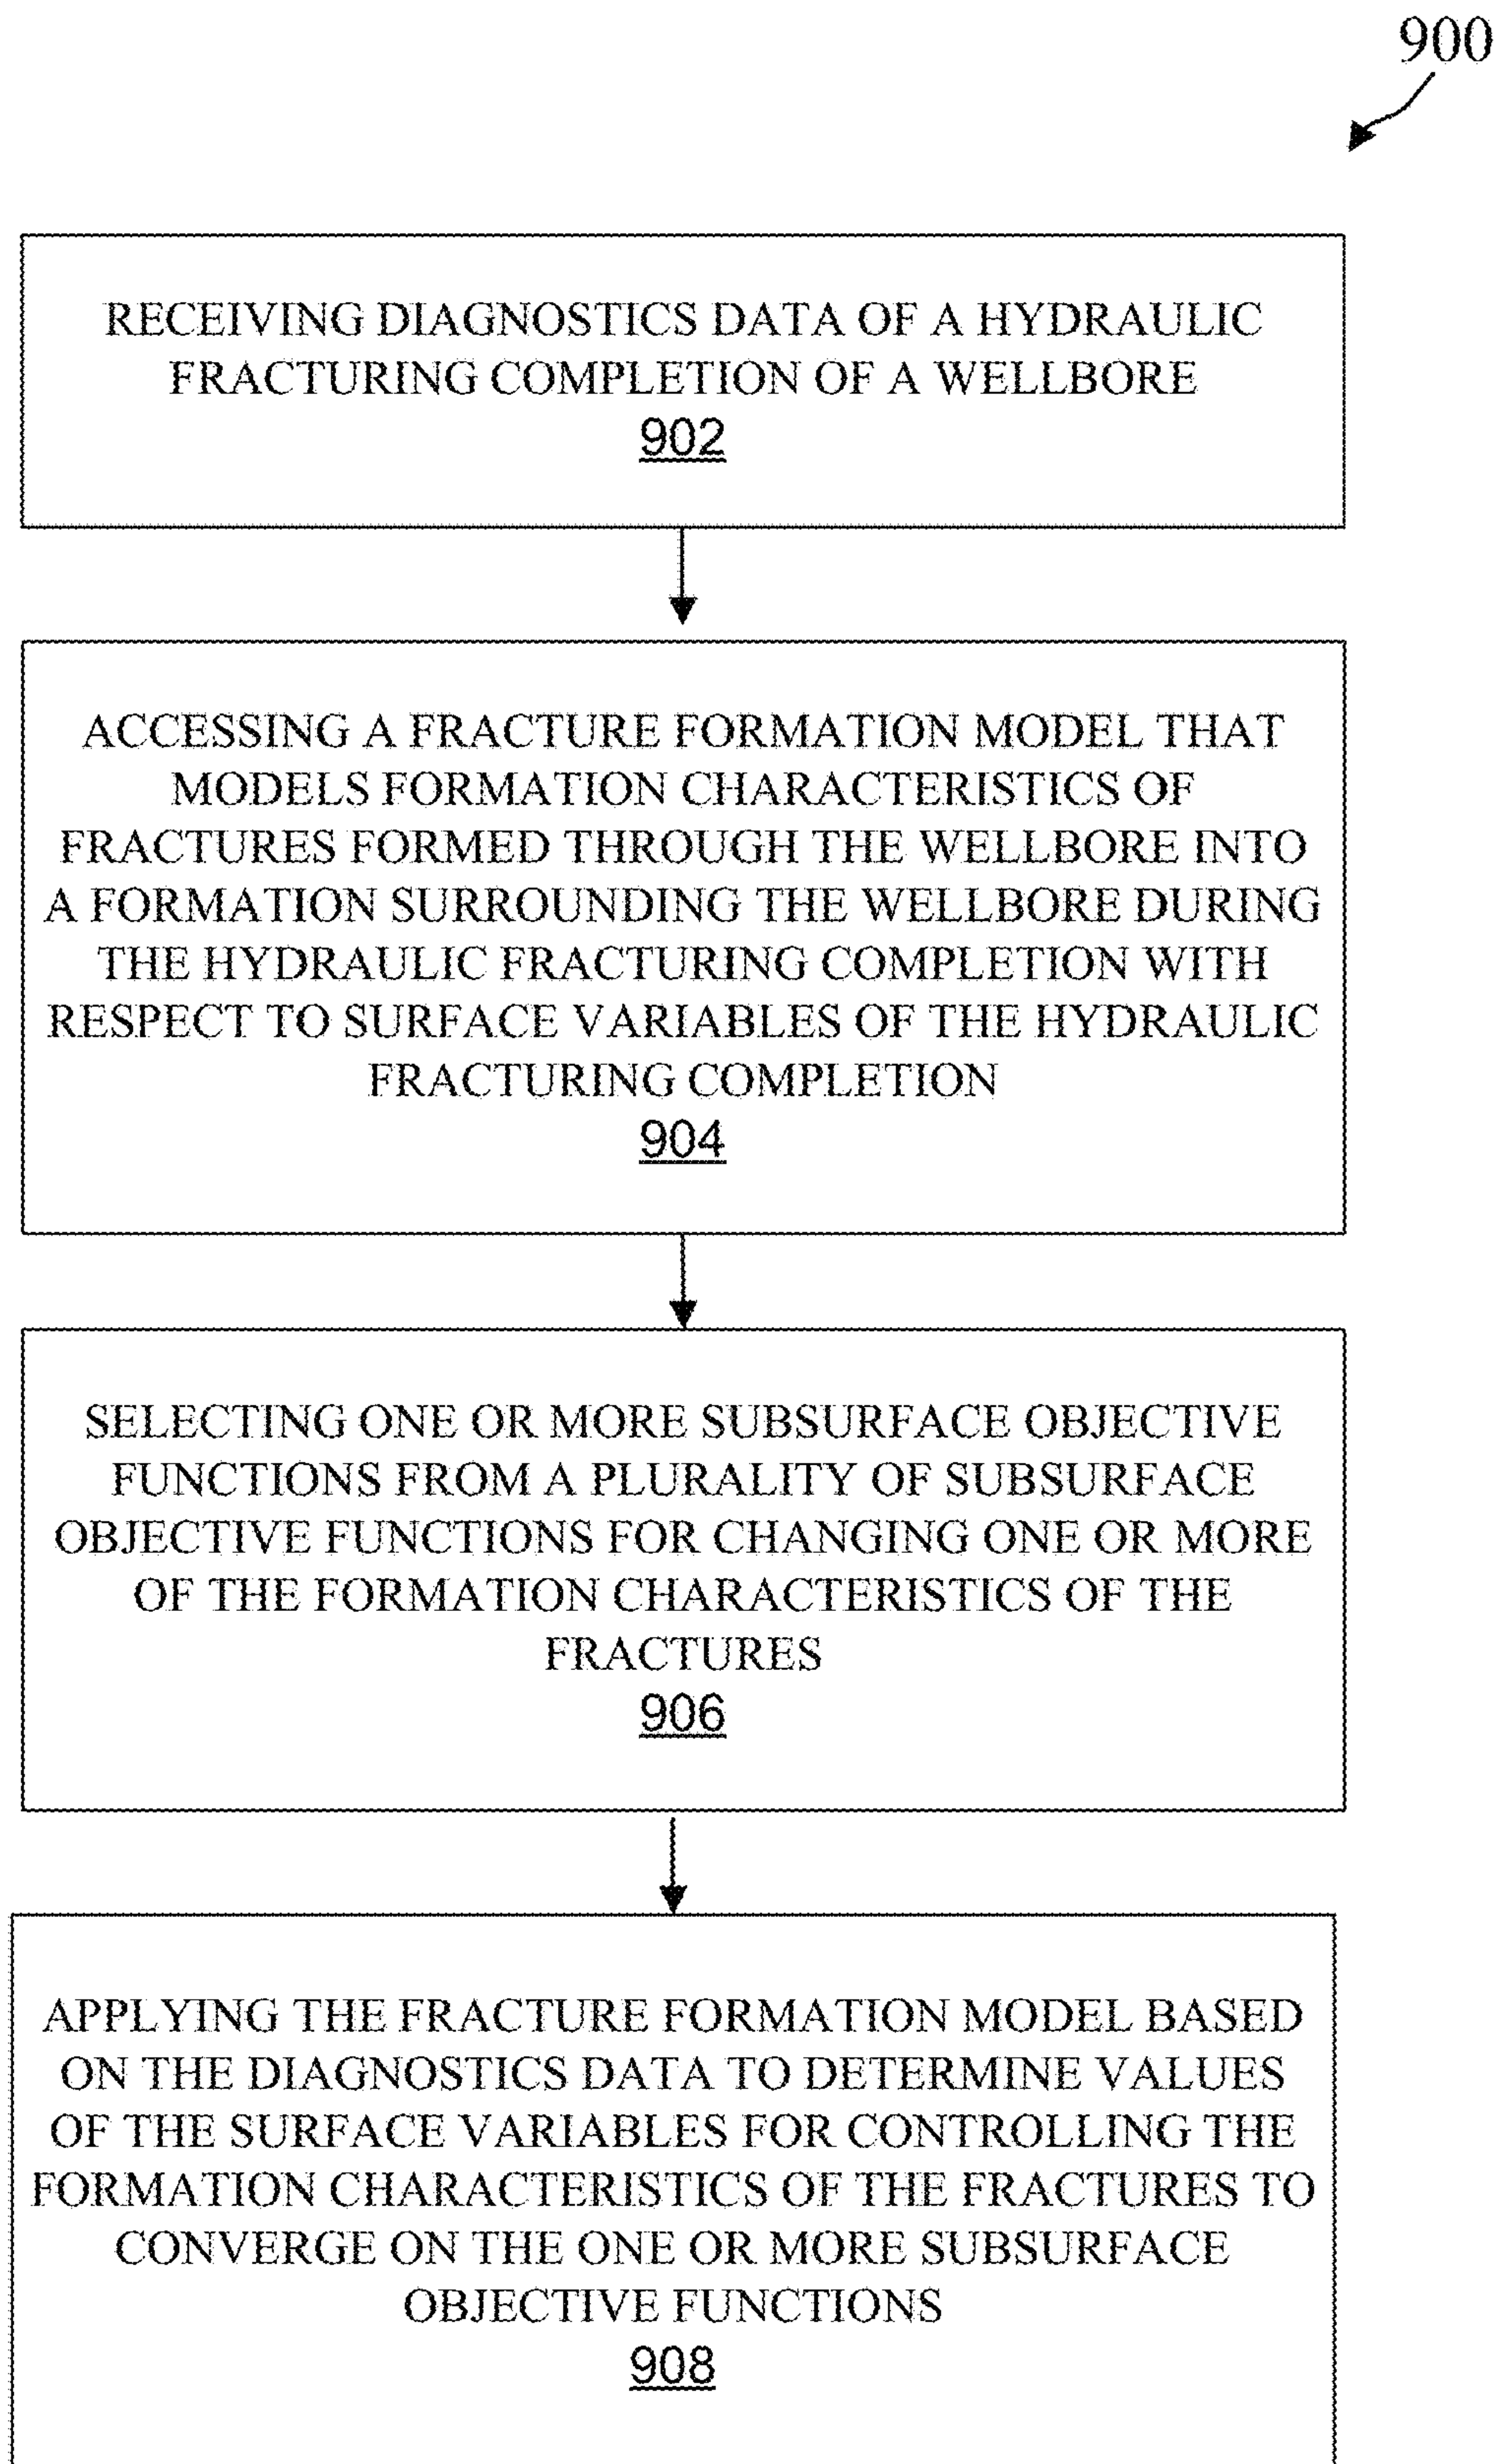 900
RECEIVING DIAGNOSTICS DATA OF A HYDRAULIC
FRACTURING COMPLETION OF A WELLBORE
902
ACCESSING A FRACTURE FORMATION MODEL THAT
MODELS FORMATION CHARACTERISTICS OF
FRACTURES FORMED THROUGH THE WELLBORE INTO
A FORMATION SURROUNDING THE WELLBORE DURING
THE HYDRAULIC FRACTURING COMPLETION WITH
RESPECT TO SURFACE VARIABLES OF THE HYDRAULIC
FRACTURING COMPLETION
904
SELECTING ONE OR MORE SUBSURFACE OBJECTIVE
FUNCTIONS FROM A PLURALITY OF SUBSURFACE
OBJECTIVE FUNCTIONS FOR CHANGING ONE OR MORE
OF THE FORMATION CHARACTERISTICS OF THE
FRACTURES
906
APPLYING THE FRACTURE FORMATION MODEL BASED
ON THE DIAGNOSTICS DATA TO DETERMINE VALUES
OF THE SURFACE VARIABLES FOR CONTROLLING THE
FORMATION CHARACTERISTICS OF THE FRACTURES TO
CONVERGE ON THE ONE OR MORE SUBSURFACE
OBJECTIVE FUNCTIONS
908